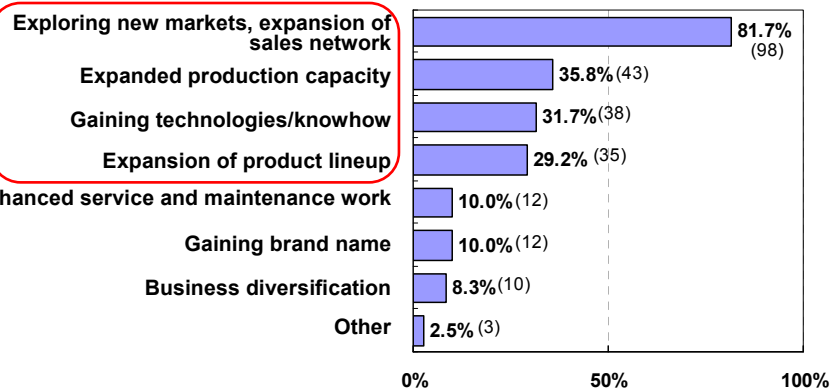 Exploring new markets, expansion of
sales network
81.7%
(98)
Expanded production capacity
35.8% (43)
Gaining technologies/knowhow
31.7% (38)
Expansion of product lineup
29.2% (35)
hanced service and maintenance work
10.0% (12)
Gaining brand name
10.0% (12)
Business diversification
8.3% (10)
Other
2.5% (3)
0% 50% 100%